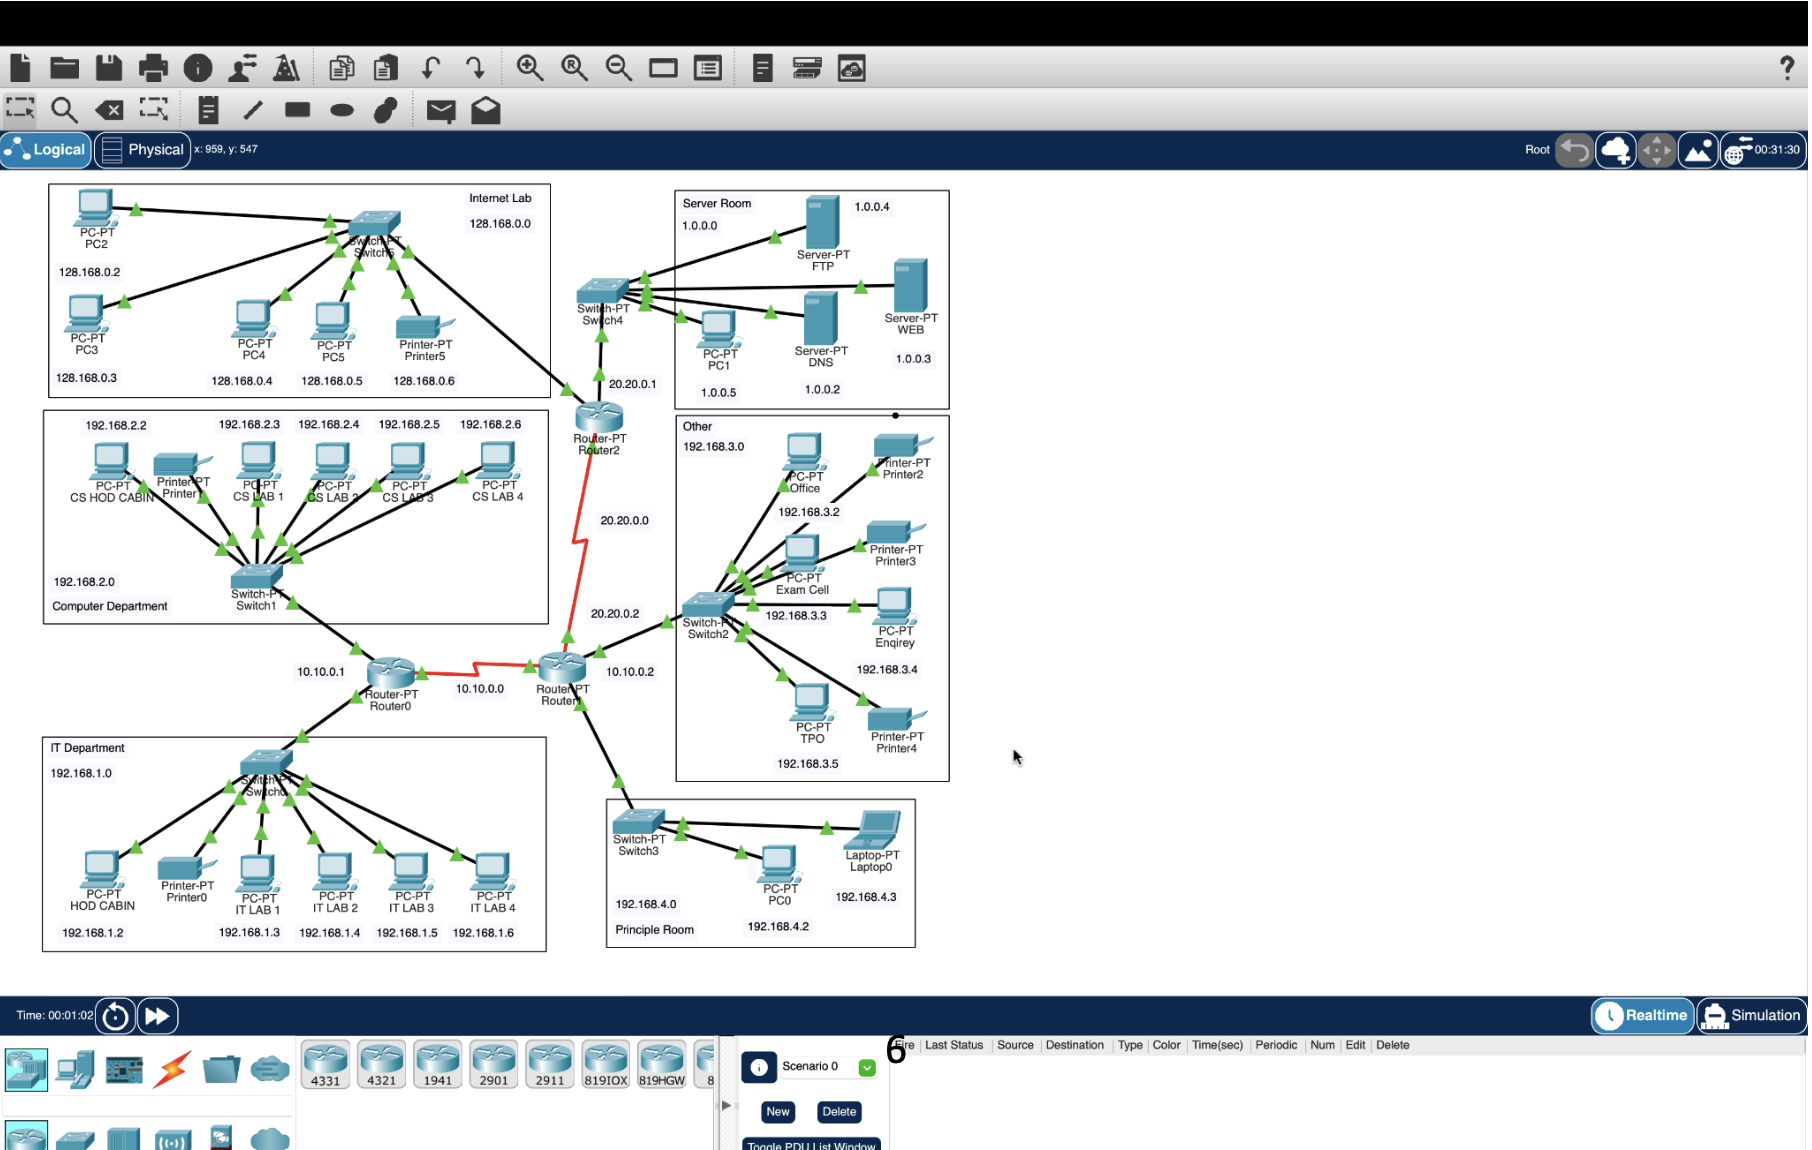 Logical
Physical
x: 959, y: 547
Root
00:31:30
Internet Lab
128.168.0.0
PC-PT
PC2
128.168.0.2
Switch-PT
Switch5
PC-PT
PC3
128.168.0.3
PC-PT
PC4
128.168.0.4
PC-PT
PC5
128.168.0.5
Printer-PT
Printer5
128.168.0.6
Server Room
1.0.0.0
1.0.0.4
Server-PT
FTP
Switch-PT
Switch4
Server-PT
WEB
1.0.0.3
PC-PT
PC1
1.0.0.5
Server-PT
DNS
1.0.0.2
20.20.0.1
Router-PT
Router2
192.168.2.2
192.168.2.3
192.168.2.4
192.168.2.5
192.168.2.6
PC-PT
CS HOD CABIN
Printer-PT
Printer1
PC-PT
CS LAB 1
PC-PT
CS LAB 2
PC-PT
CS LAB 3
PC-PT
CS LAB 4
192.168.2.0
Computer Department
Switch-PT
Switch1
20.20.0.0
20.20.0.2
Other
192.168.3.0
PC-PT
Office
192.168.3.2
Printer-PT
Printer2
Printer-PT
Printer3
PC-PT
Exam Cell
192.168.3.3
Switch-PT
Switch2
PC-PT
Enqirey
192.168.3.4
PC-PT
TPO
192.168.3.5
Printer-PT
Printer4
10.10.0.1
Router-PT
Router0
10.10.0.0
Router-PT
Router1
10.10.0.2
IT Department
192.168.1.0
Switch-PT
Switch0
PC-PT
HOD CABIN
192.168.1.2
Printer-PT
Printer0
PC-PT
IT LAB 1
192.168.1.3
PC-PT
IT LAB 2
192.168.1.4
PC-PT
IT LAB 3
192.168.1.5
PC-PT
IT LAB 4
192.168.1.6
Switch-PT
Switch3
192.168.4.0
Principle Room
PC-PT
PC0
192.168.4.2
Laptop-PT
Laptop0
192.168.4.3
Time: 00:01:02
Realtime
Simulation
4331
4321
1941
2901
2911
819IOX
819HGW
8
Scenario 0
New
Delete
Toggle PDU List Window
6
Fire Last Status Source Destination Type Color Time(sec) Periodic Num Edit Delete